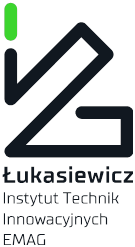 Łukasiewicz
Instytut Technik
Innowacyjnych
EMAG